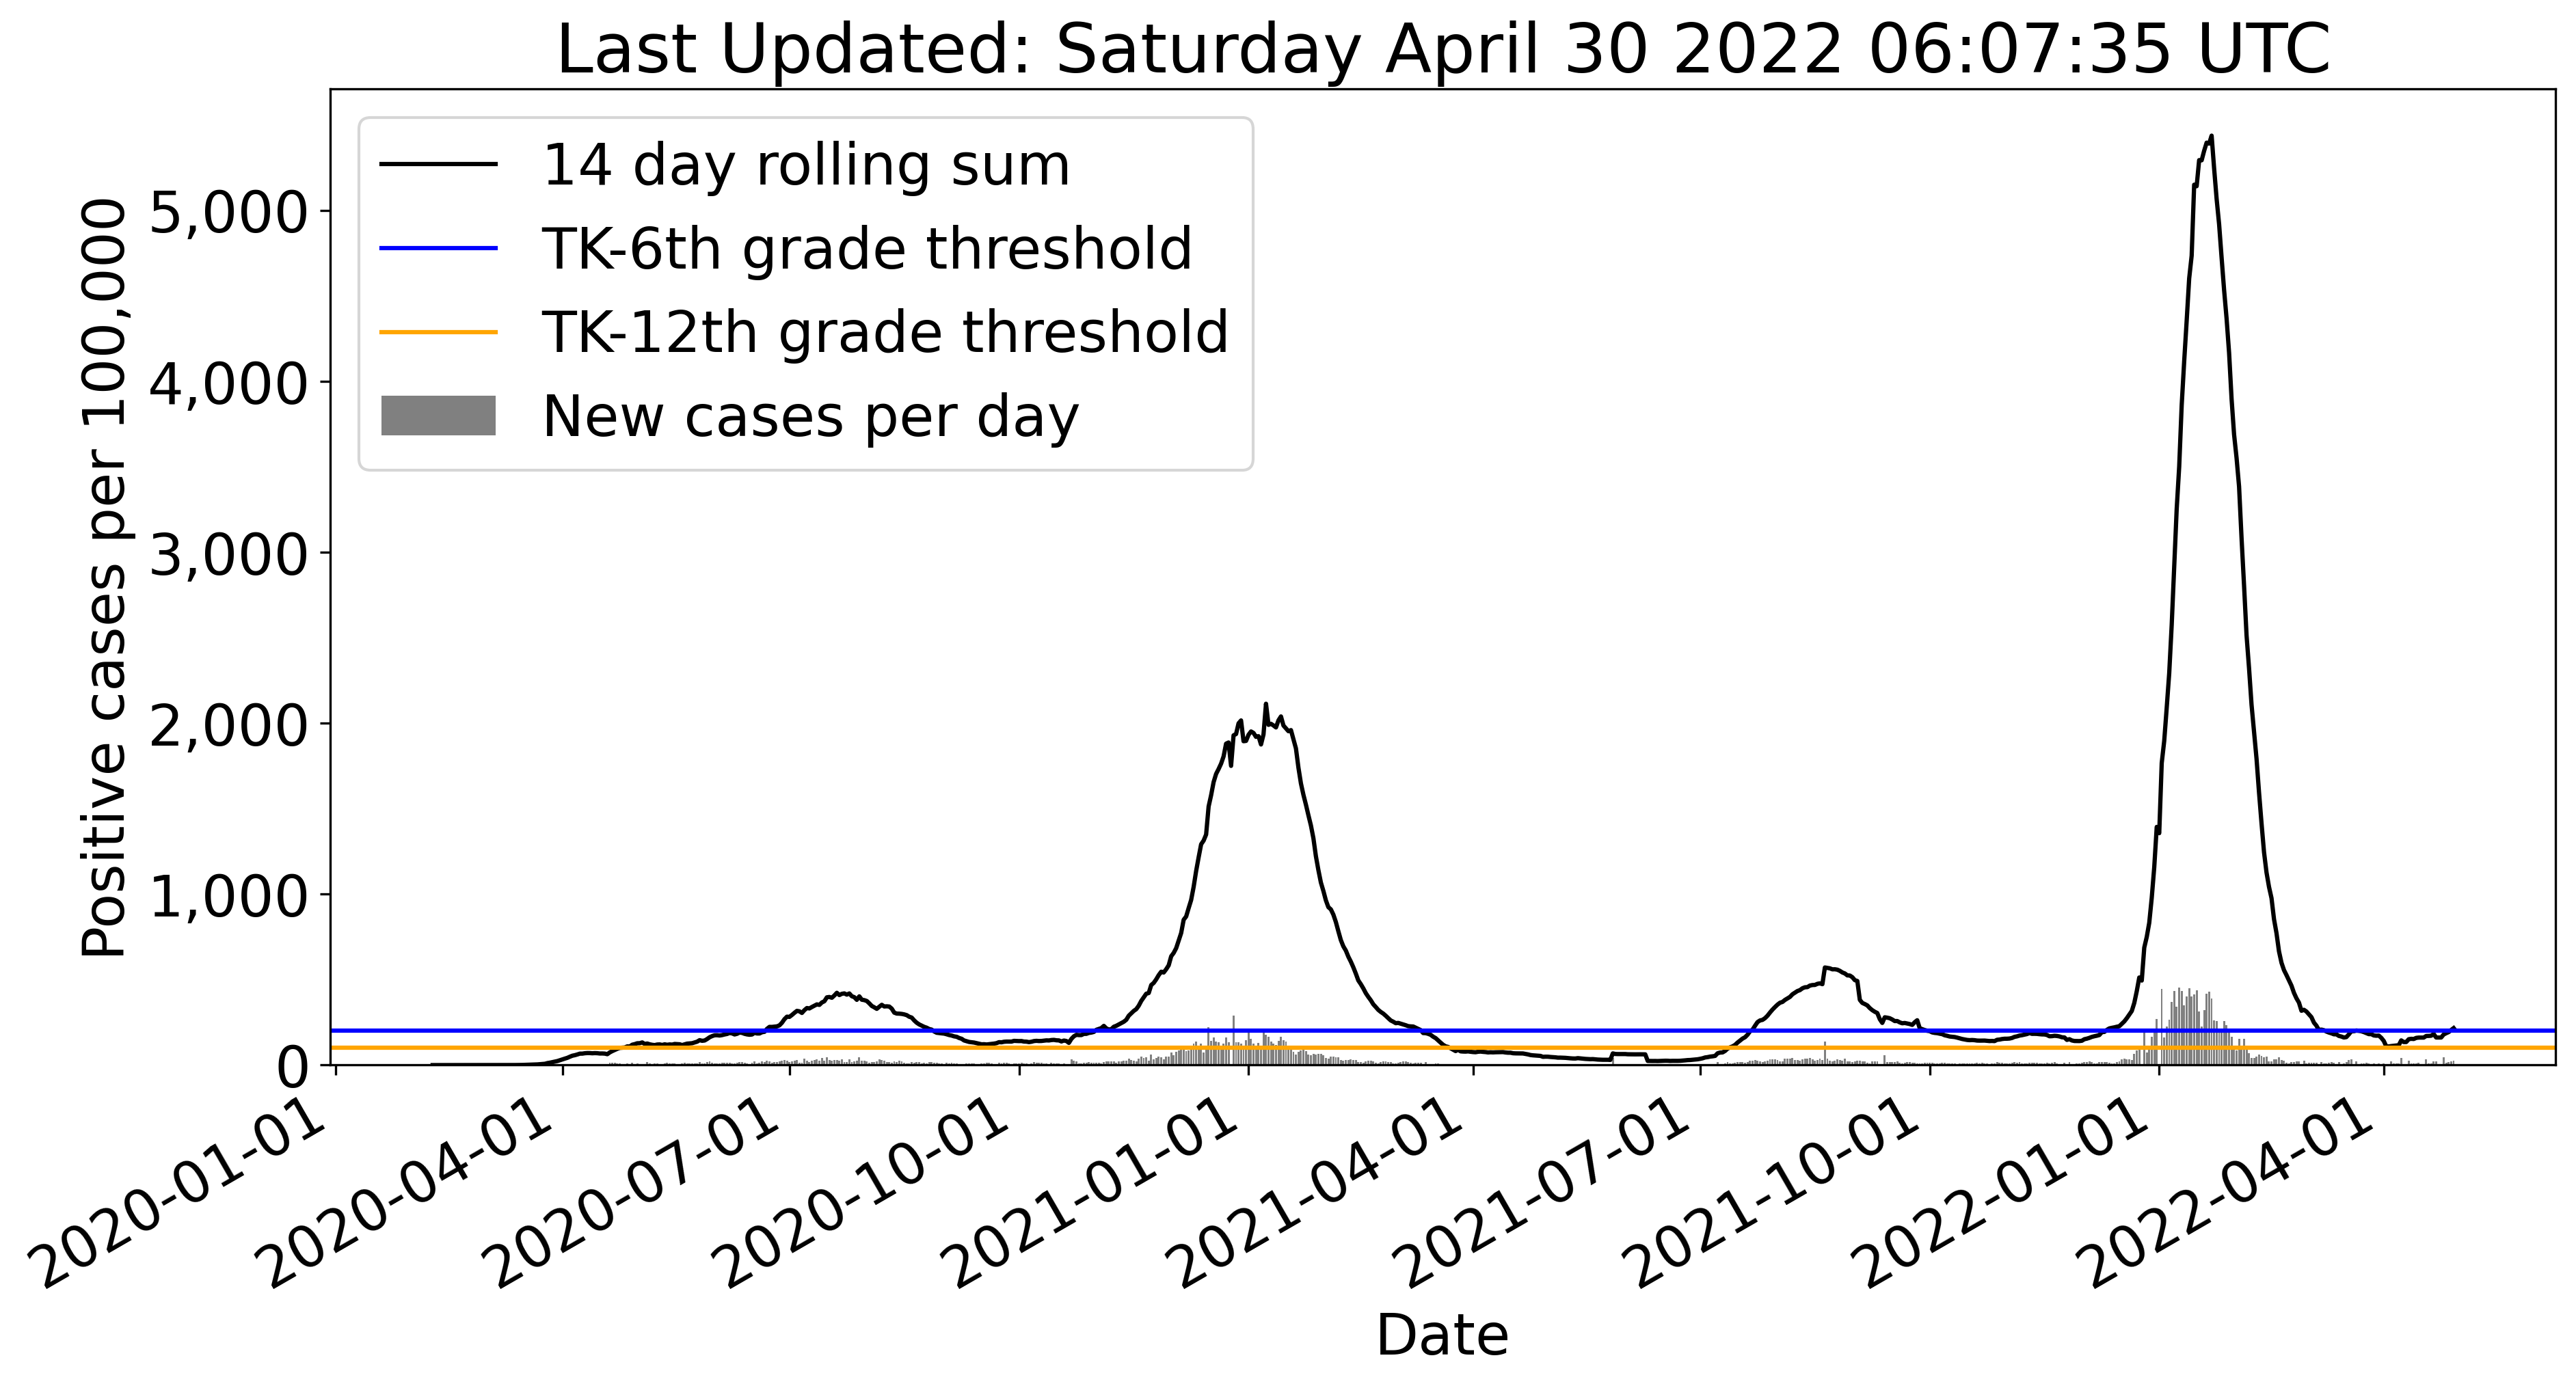 Last Updated: Saturday April 30 2022 06:07:35 UTC
14 day rolling sum
TK-6th grade threshold
TK-12th grade threshold
New cases per day
Positive cases per 100,000
5,000
4,000
3,000
2,000
1,000
0
2020-01-01
2020-04-01
2020-07-01
2020-10-01
2021-01-01
2021-04-01
2021-07-01
2021-10-01
2022-01-01
2022-04-01
Date